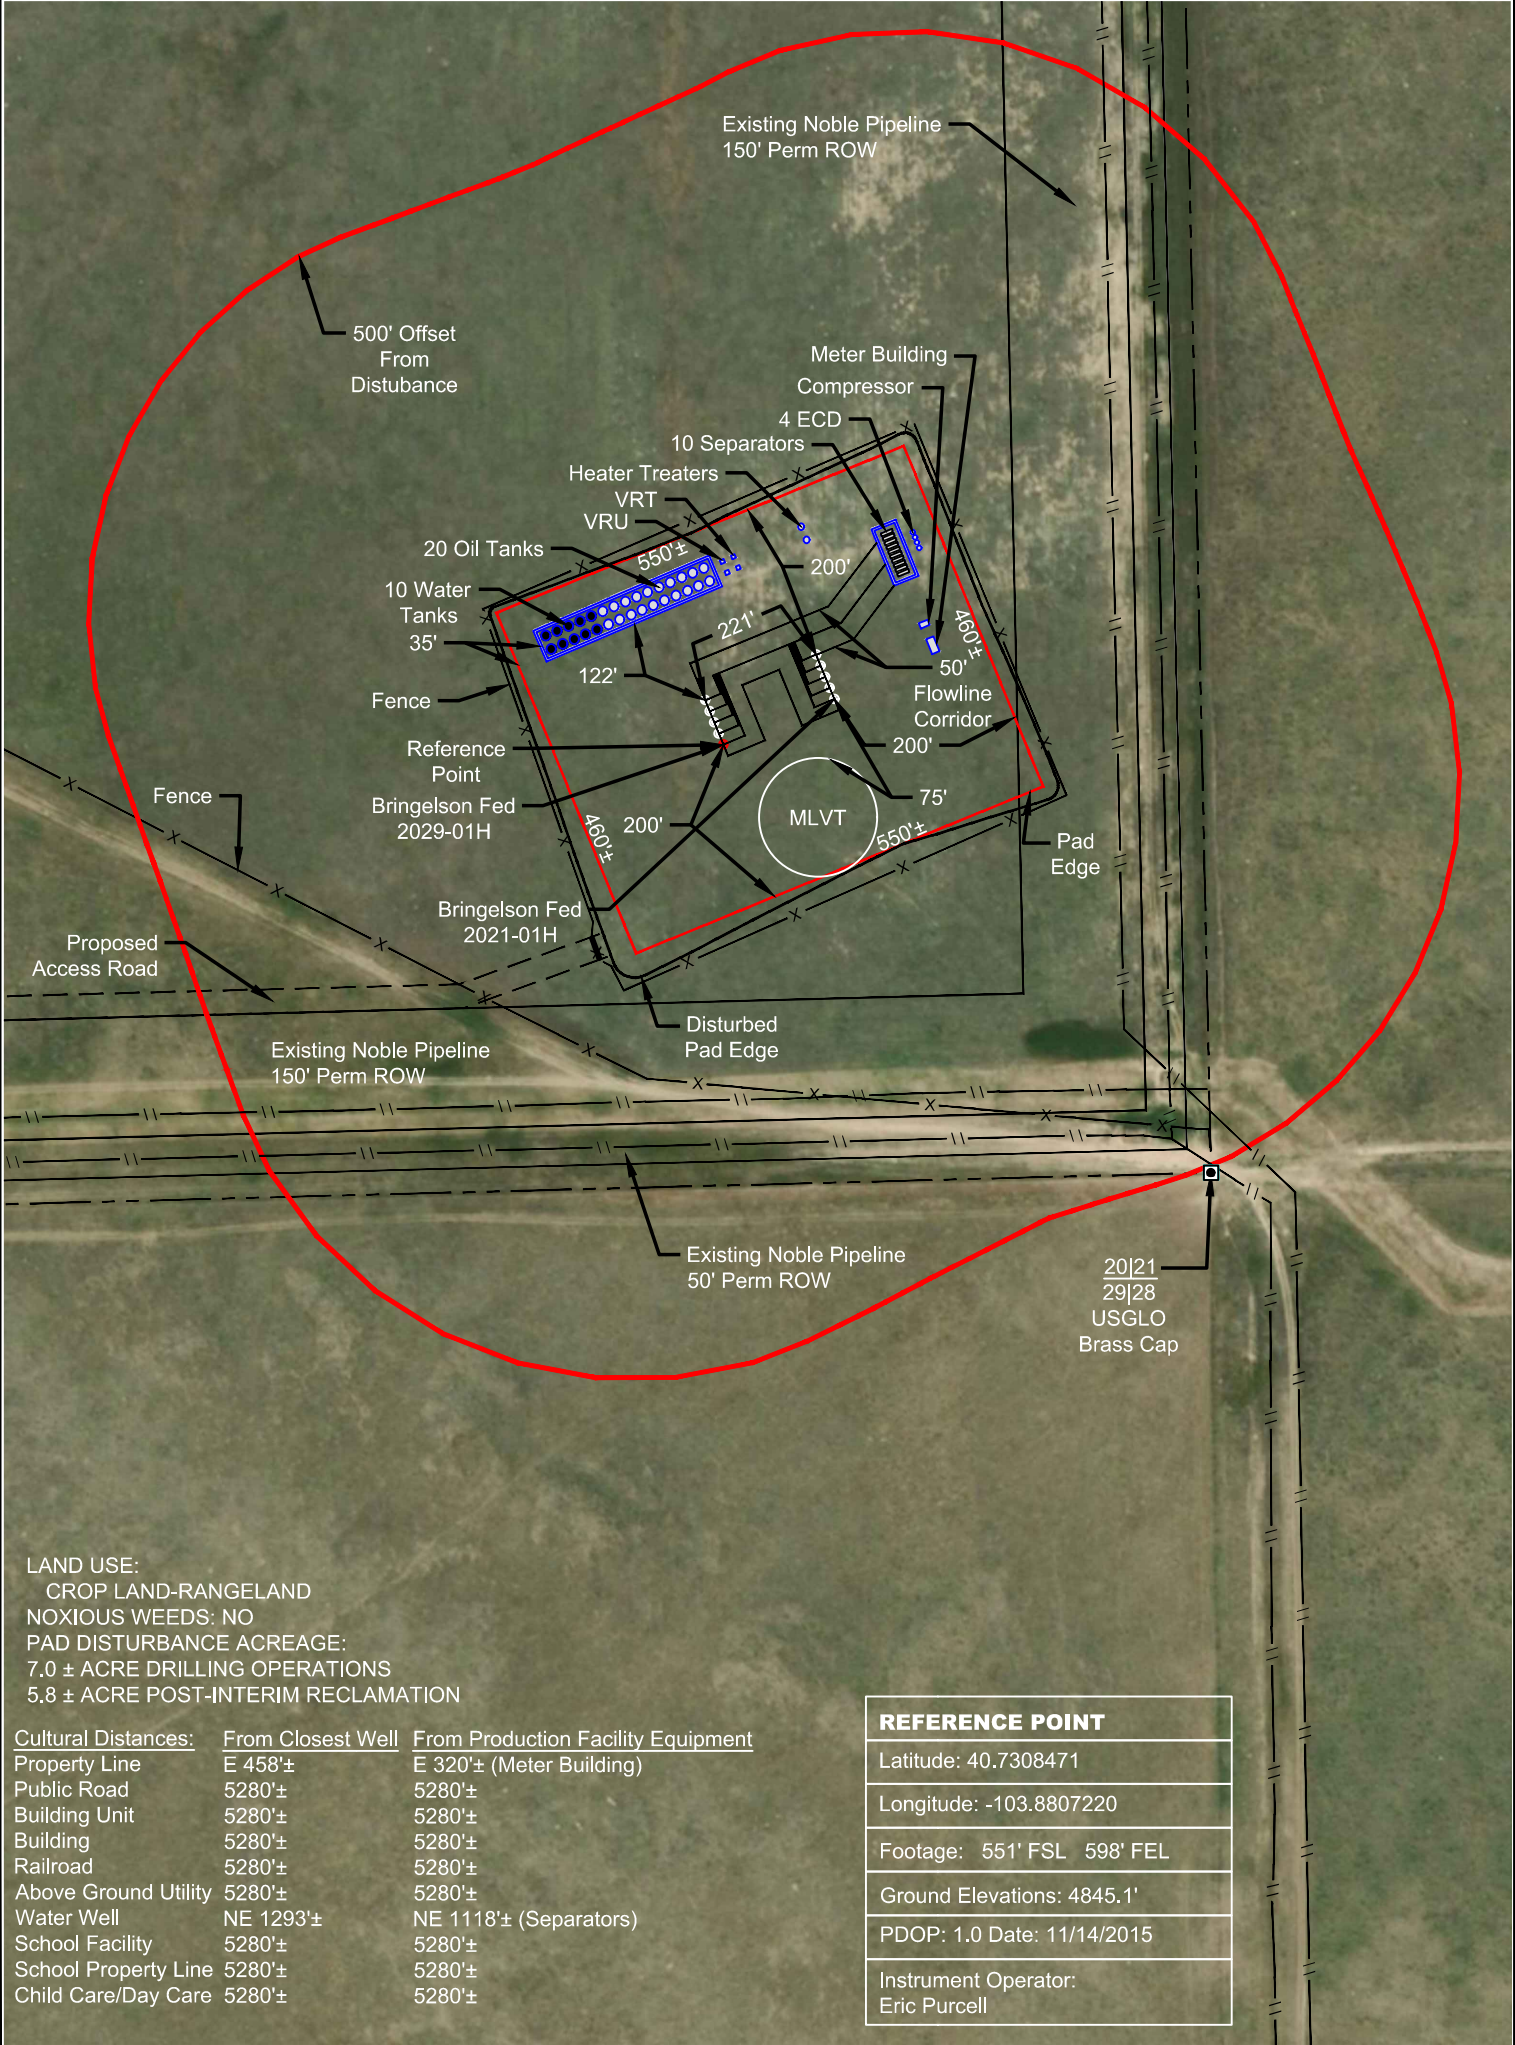 Existing Noble Pipeline
150' Perm ROW
500' Offset
From
Distubance
Meter Building
Compressor
4 ECD
10 Separators
Heater Treaters
VRT
VRU
20 Oil Tanks
550'±
200'
10 Water
Tanks
35'
221'
460'±
122'
50'
Flowline
Corridor
Fence
Reference
Point
200'
Fence
Bringelson Fed
2029-01H
75'
200'
460'±
MLVT
550'±
Pad
Edge
Bringelson Fed
2021-01H
Proposed
Access Road
Disturbed
Pad Edge
Existing Noble Pipeline
150' Perm ROW
Existing Noble Pipeline
50' Perm ROW
20|21
29|28
USGLO
Brass Cap
LAND USE:
CROP LAND-RANGELAND
NOXIOUS WEEDS: NO
PAD DISTURBANCE ACREAGE:
7.0 ± ACRE DRILLING OPERATIONS
5.8 ± ACRE POST-INTERIM RECLAMATION
Cultural Distances: From Closest Well From Production Facility Equipment
Property Line E 458'± E 320'± (Meter Building)
Public Road 5280'± 5280'±
Building Unit 5280'± 5280'±
Building 5280'± 5280'±
Railroad 5280'± 5280'±
Above Ground Utility 5280'± 5280'±
Water Well NE 1293'± NE 1118'± (Separators)
School Facility 5280'± 5280'±
School Property Line 5280'± 5280'±
Child Care/Day Care 5280'± 5280'±
REFERENCE POINT
Latitude: 40.7308471
Longitude: -103.8807220
Footage: 551' FSL 598' FEL
Ground Elevations: 4845.1'
PDOP: 1.0 Date: 11/14/2015
Instrument Operator:
Eric Purcell